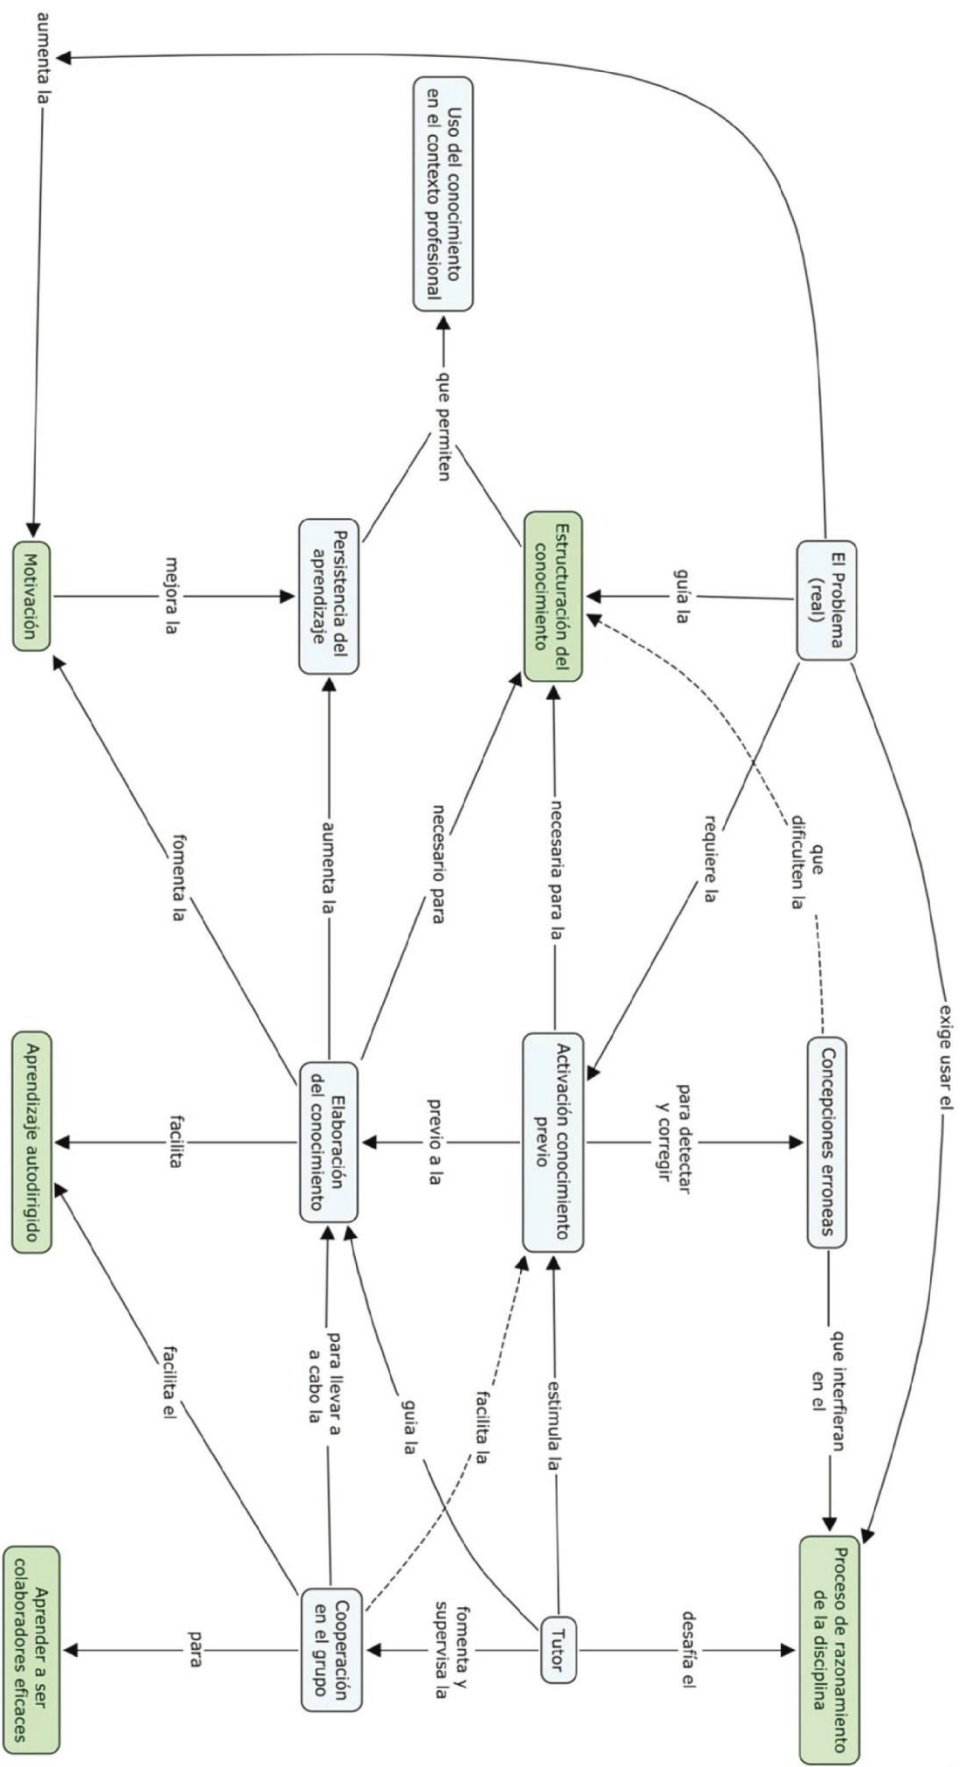 exige usar el
El Problema
(real)
que
dificulten la
Concepciones erroneas
que interfieran
en el
Proceso de razonamiento
de la disciplina
guía la
requiere la
para detectar
y corregir
desafía el
Estructuración del
conocimiento
necesaria para la
Activación conocimiento
previo
estimula la
Tutor
Uso del conocimiento
en el contexto profesional
que permiten
necesario para
previo a la
facilita la
guia la
fomenta y
supervisa la
Persistencia del
aprendizaje
aumenta la
Elaboración
del conocimiento
para llevar a
a cabo la
Cooperación
en el grupo
mejora la
fomenta la
facilita
facilita el
para
aumenta la
Motivación
Aprendizaje autodirigido
Aprender a ser
colaboradores eficaces